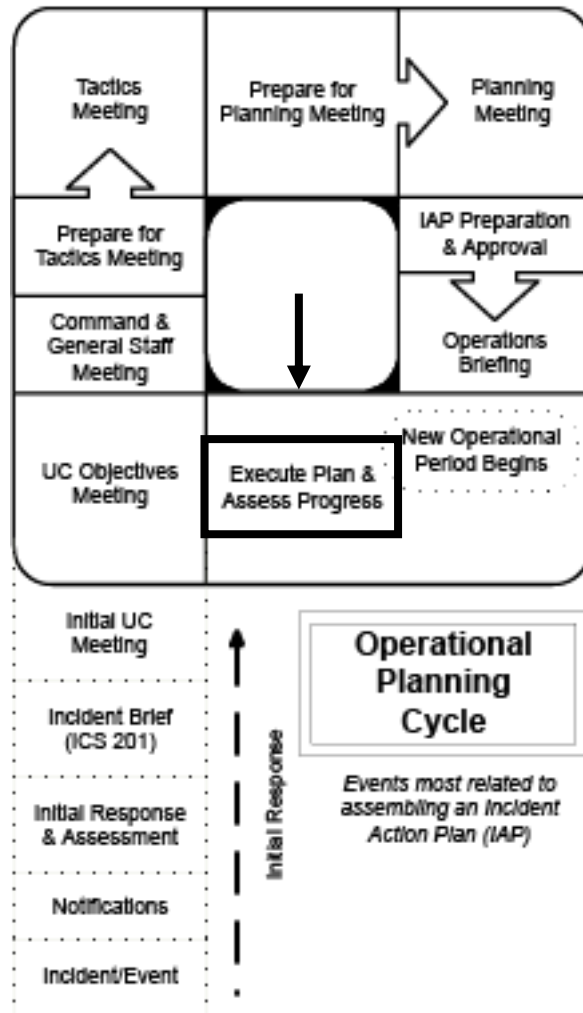 Tactics
Meeting
Prepare for
Planning Meeting
Planning
Meeting
Prepare for
Tactics Meeting
IAP Preparation
& Approval
Command &
General Staff
Meeting
Operations
Briefing
UC Objectives
Meeting
Execute Plan &
Assess Progress
New Operational
Period Begins
Initial UC
Meeting
Incident Brief
(ICS 201)
Initial Response
& Assessment
Notifications
Incident/Event
Initial Response
Operational
Planning
Cycle
Events most related to
assembling an Incident
Action Plan (IAP)